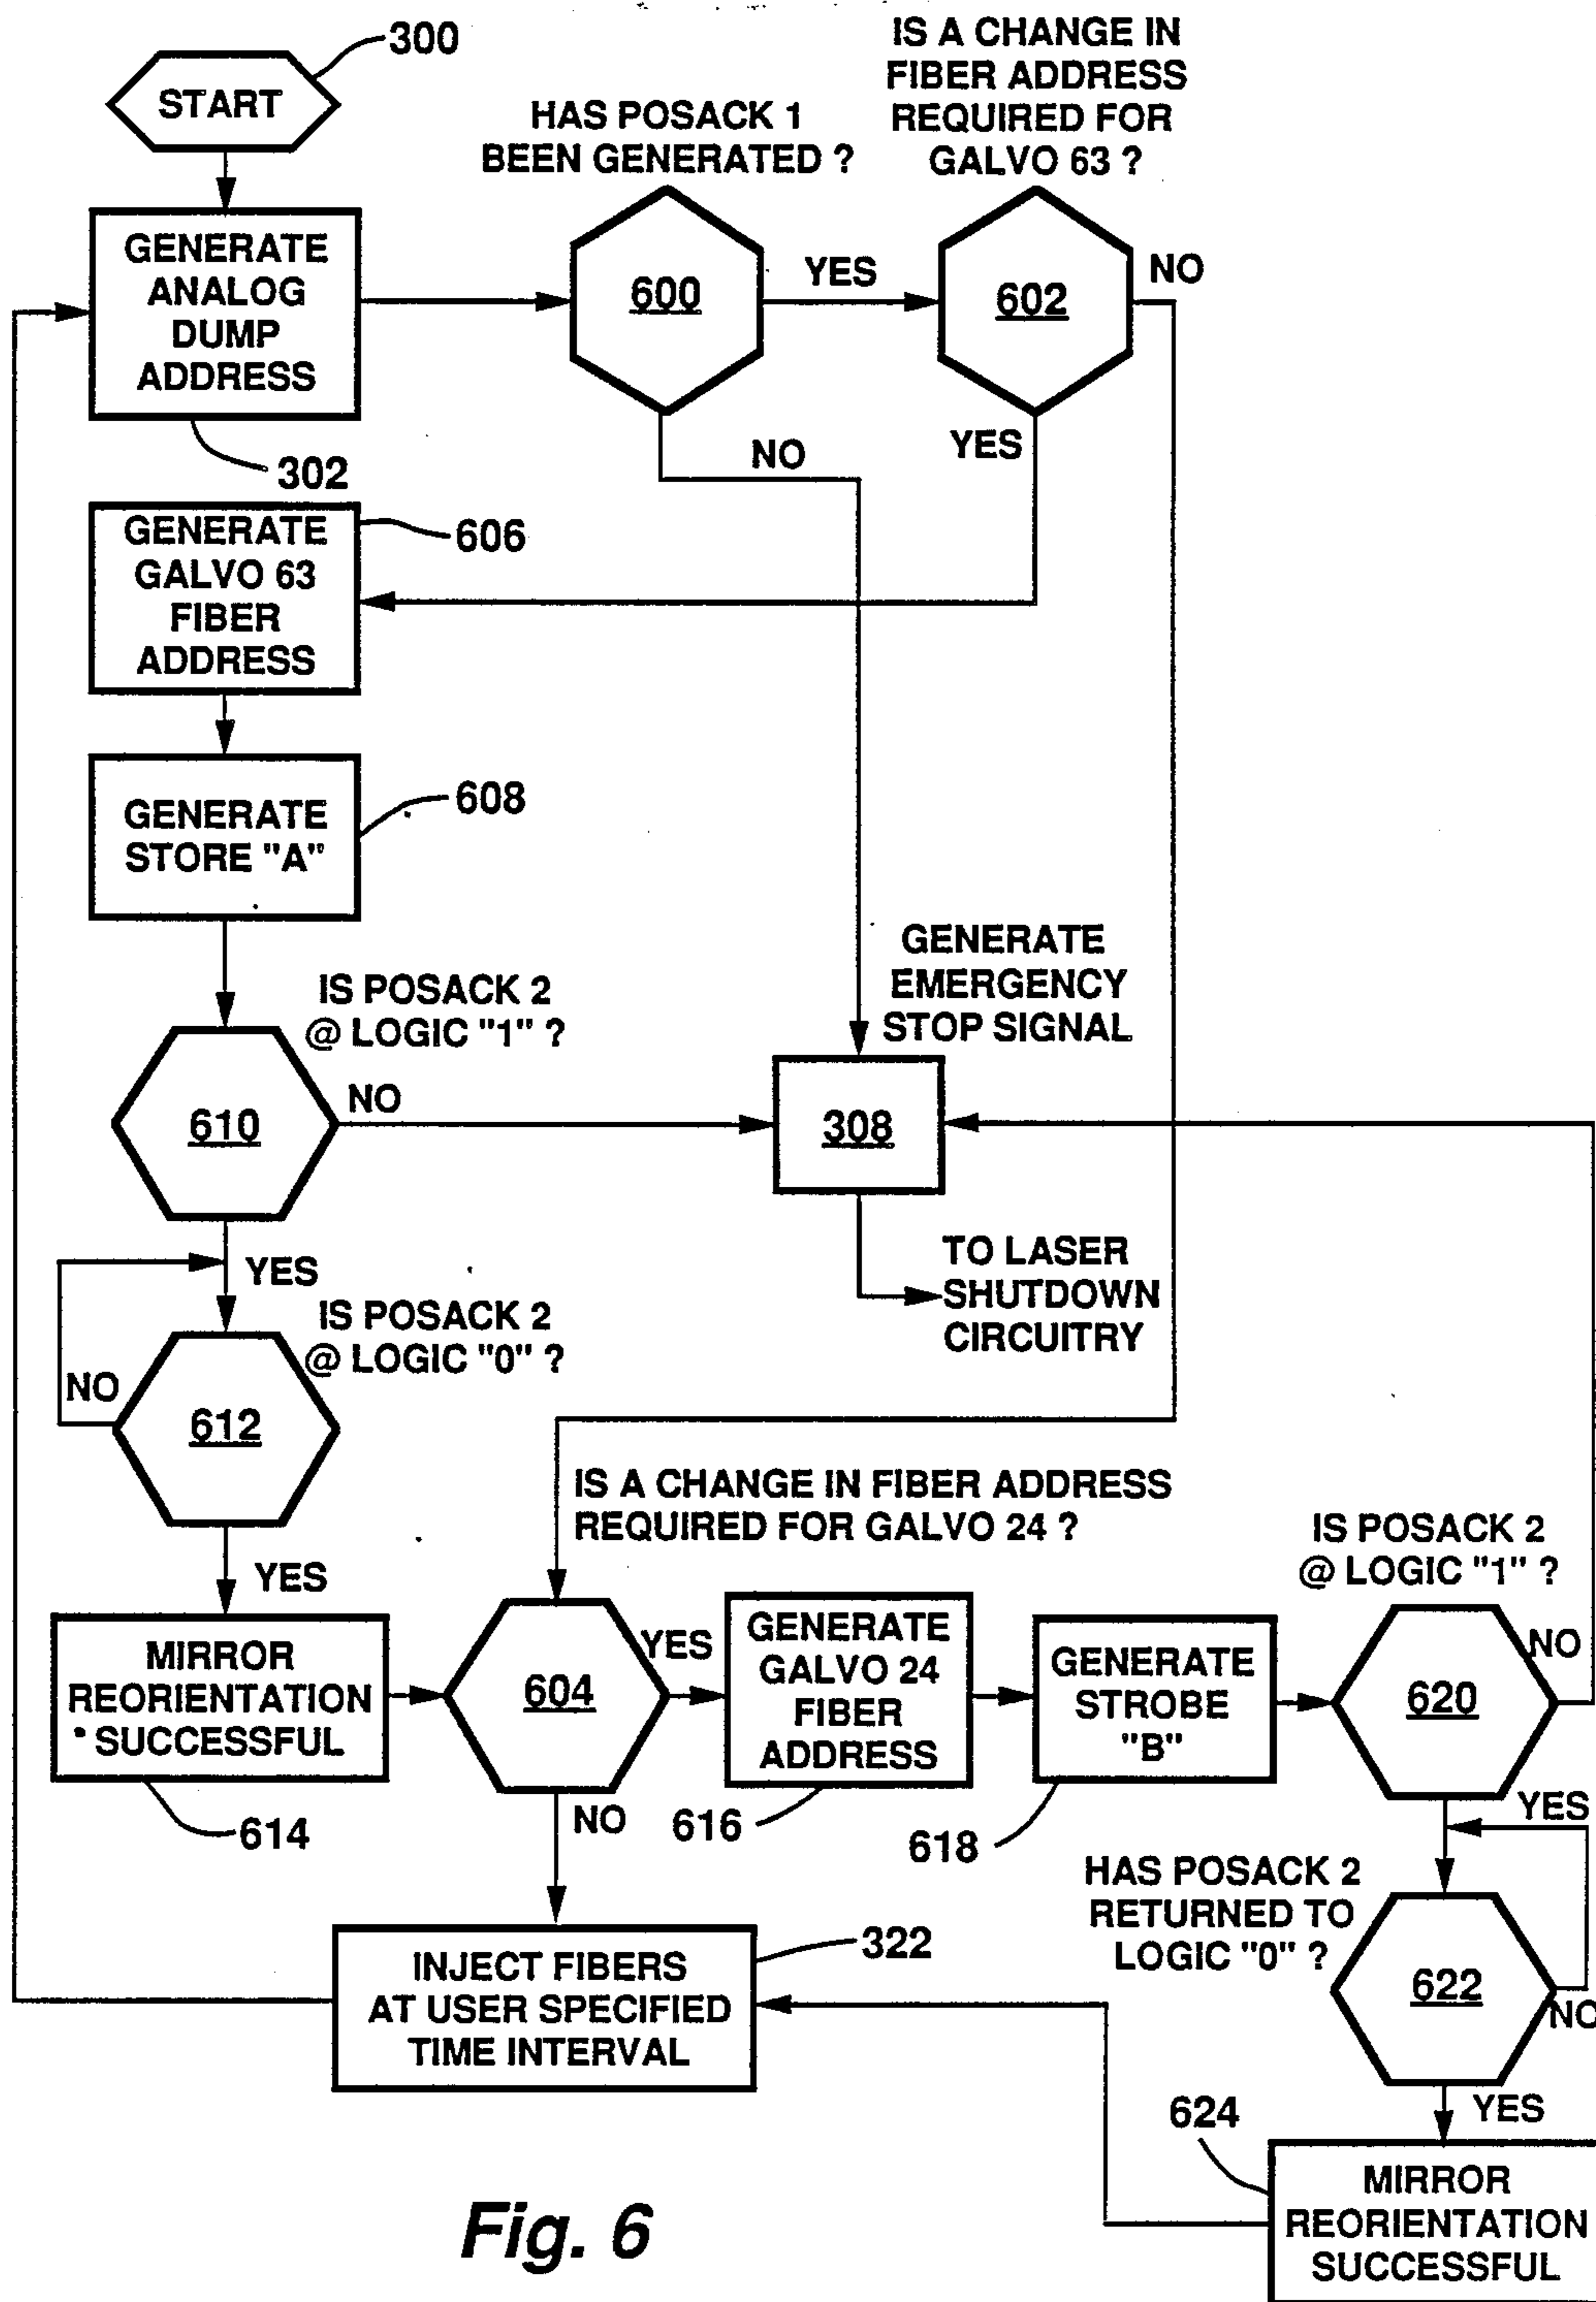 300
START
HAS POSACK 1
BEEN GENERATED ?
IS A CHANGE IN
FIBER ADDRESS
REQUIRED FOR
GALVO 63 ?
GENERATE
ANALOG
DUMP
ADDRESS
302
600
YES
602
NO
NO
YES
GENERATE
GALVO 63
FIBER
ADDRESS
606
GENERATE
STORE "A"
608
IS POSACK 2
@ LOGIC "1" ?
610
NO
GENERATE
EMERGENCY
STOP SIGNAL
308
TO LASER
SHUTDOWN
CIRCUITRY
YES
IS POSACK 2
@ LOGIC "0" ?
NO
612
YES
IS A CHANGE IN FIBER ADDRESS
REQUIRED FOR GALVO 24 ?
MIRROR
REORIENTATION
SUCCESSFUL
614
604
YES
NO
GENERATE
GALVO 24
FIBER
ADDRESS
616
GENERATE
STROBE
"B"
618
IS POSACK 2
@ LOGIC "1" ?
620
NO
YES
HAS POSACK 2
RETURNED TO
LOGIC "0" ?
622
NO
YES
INJECT FIBERS
AT USER SPECIFIED
TIME INTERVAL
322
624
MIRROR
REORIENTATION
SUCCESSFUL
Fig. 6